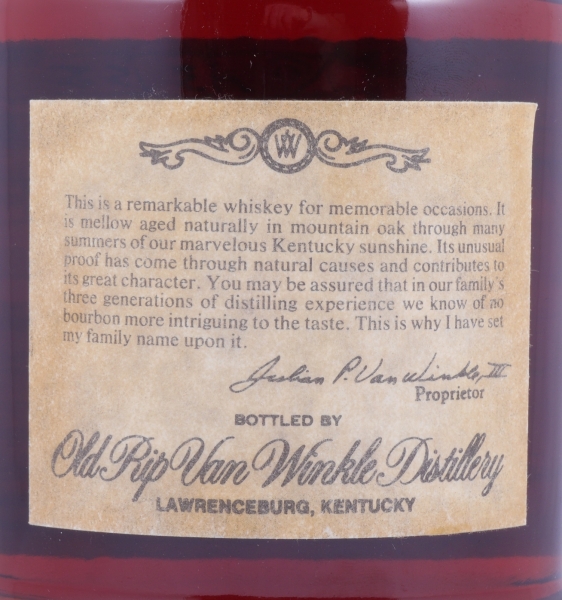 VW
This is a remarkable whiskey for memorable occasions. It
is mellow aged naturally in mountain oak through many
summers of our marvelous Kentucky sunshine. Its unusual
proof has come through natural causes and contributes to
its great character. You may be assured that in our family's
three generations of distilling experience we know of no
bourbon more intriguing to the taste. This is why I have set
my family name upon it.
Julian P. Van Winkle, III
Proprietor
BOTTLED BY
Old Rip Van Winkle Distillery
LAWRENCEBURG, KENTUCKY